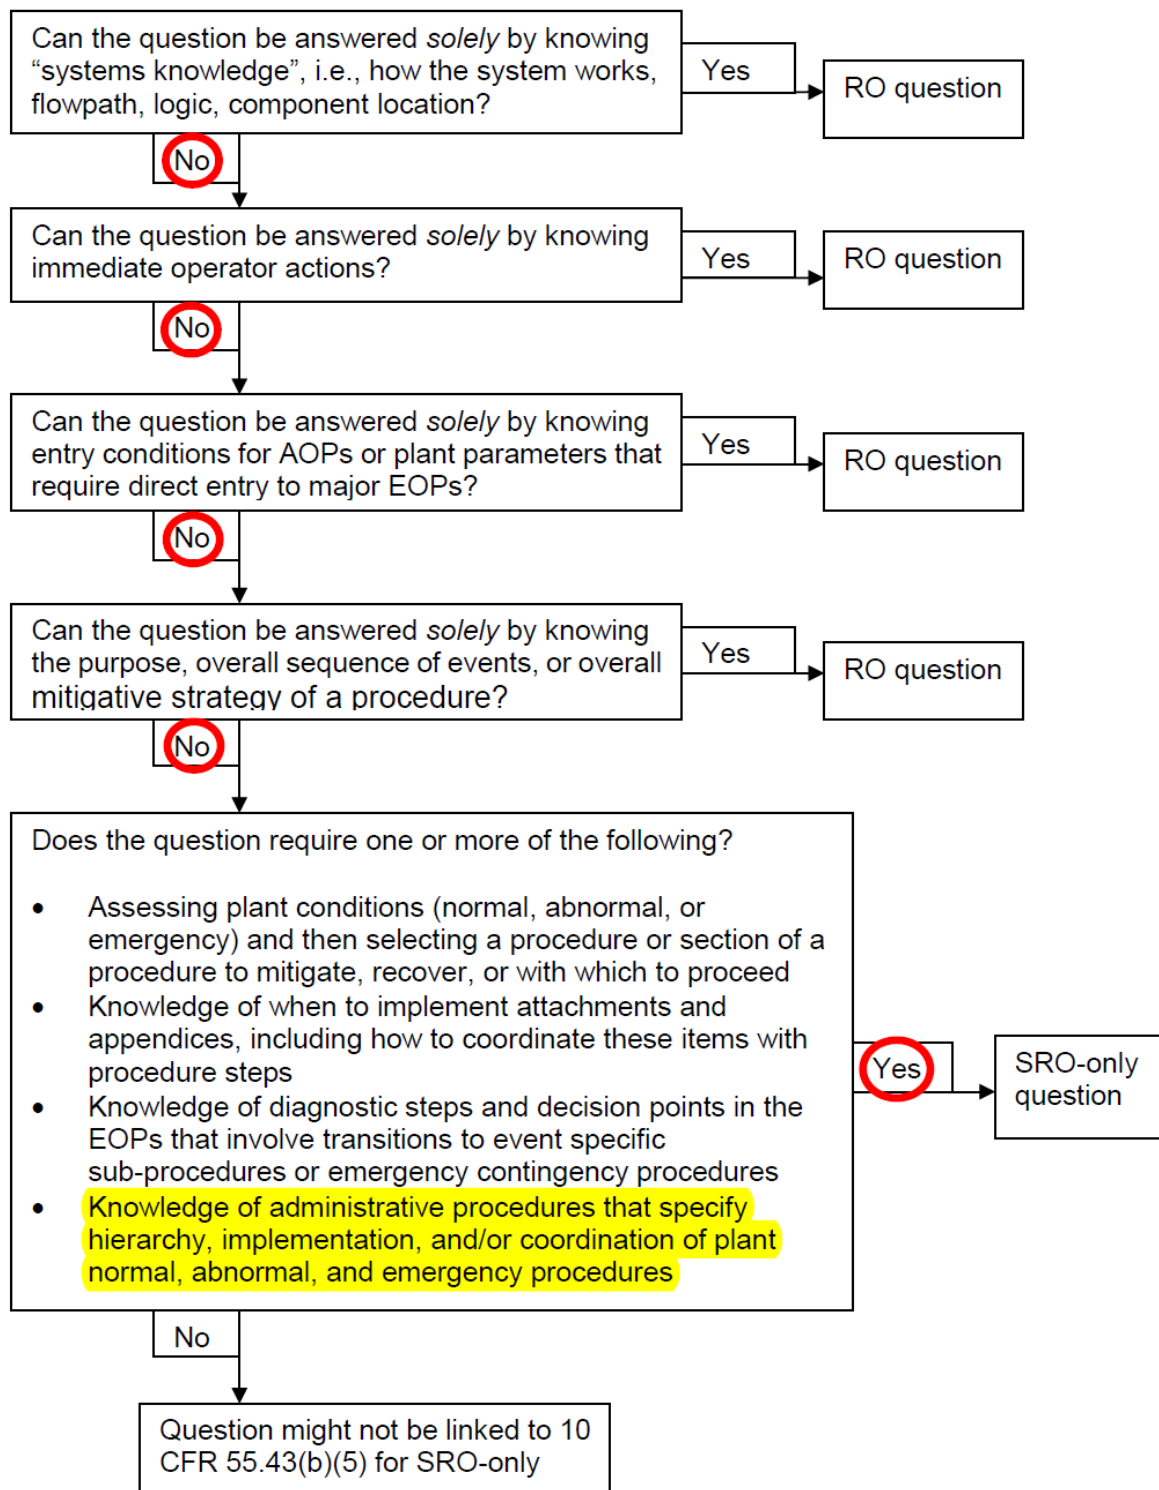 Can the question be answered solely by knowing
“systems knowledge”, i.e., how the system works,
flowpath, logic, component location?
Yes
RO question
No
Can the question be answered solely by knowing
immediate operator actions?
Yes
RO question
No
Can the question be answered solely by knowing
entry conditions for AOPs or plant parameters that
require direct entry to major EOPs?
Yes
RO question
No
Can the question be answered solely by knowing
the purpose, overall sequence of events, or overall
mitigative strategy of a procedure?
Yes
RO question
No
Does the question require one or more of the following?
• Assessing plant conditions (normal, abnormal, or
emergency) and then selecting a procedure or section of a
procedure to mitigate, recover, or with which to proceed
• Knowledge of when to implement attachments and
appendices, including how to coordinate these items with
procedure steps
• Knowledge of diagnostic steps and decision points in the
EOPs that involve transitions to event specific
sub-procedures or emergency contingency procedures
• Knowledge of administrative procedures that specify
hierarchy, implementation, and/or coordination of plant
normal, abnormal, and emergency procedures
Yes
SRO-only
question
No
Question might not be linked to 10
CFR 55.43(b)(5) for SRO-only